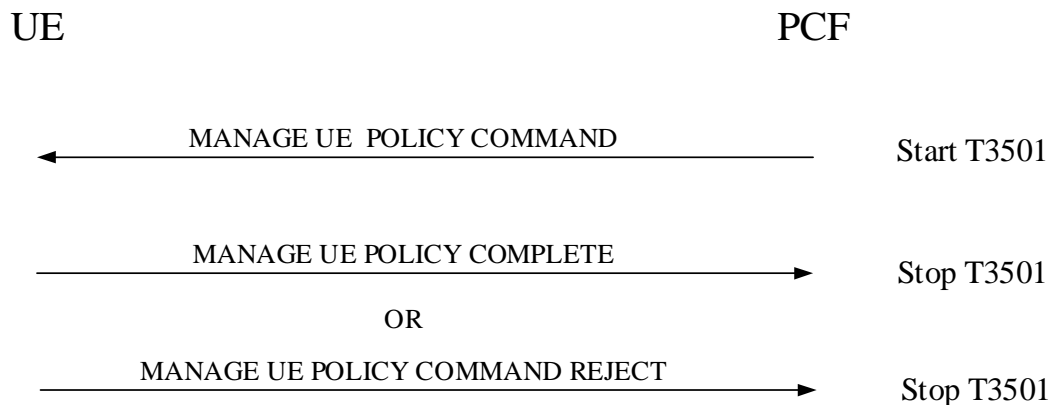 UE PCF
MANAGE UE POLICY COMMAND Start T3501
MANAGE UE POLICY COMPLETE Stop T3501
OR
MANAGE UE POLICY COMMAND REJECT Stop T3501